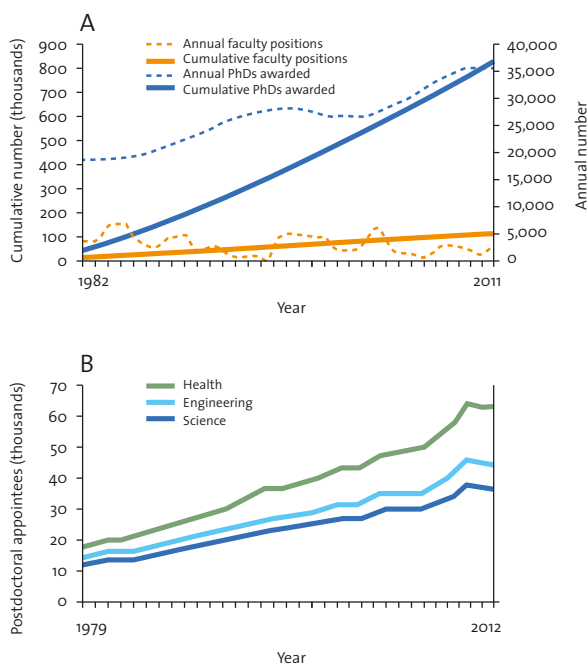 A
900
800
700
600
500
400
300
200
100
0
Cumulative number (thousands)
Annual faculty positions
Cumulative faculty positions
Annual PhDs awarded
Cumulative PhDs awarded
40,000
35,000
30,000
25,000
20,000
15,000
10,000
5,000
0
Annual number
1982
2011
Year
B
70
60
50
40
30
20
10
0
Postdoctoral appointees (thousands)
Health
Engineering
Science
1979
2012
Year